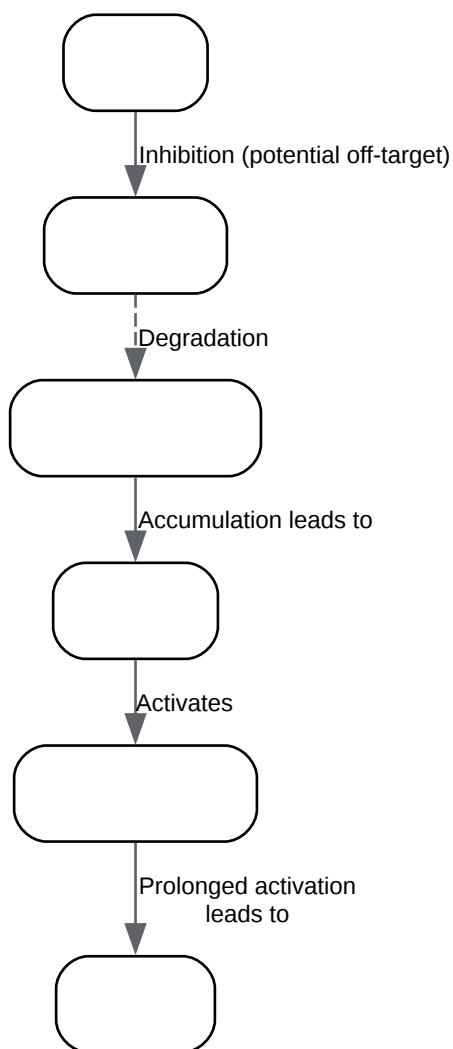 Inhibition (potential off-target)
Degradation
Accumulation leads to
Activates
Prolonged activation
leads to